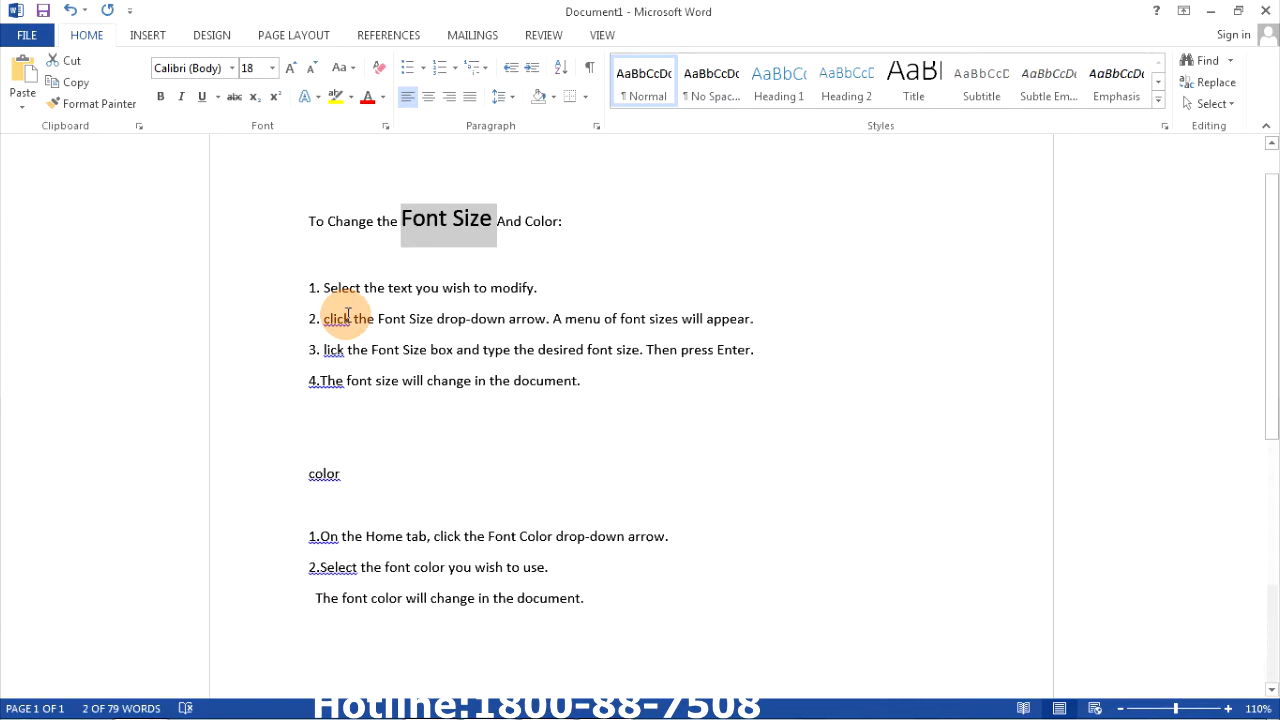 Document1 - Microsoft Word
?
FILE
HOME
INSERT
DESIGN
PAGE LAYOUT
REFERENCES
MAILINGS
REVIEW
VIEW
Sign in
Paste
Cut
Copy
Format Painter
Clipboard
Calibri (Body)
18
Font
Paragraph
AaBbCcDc
¶ Normal
AaBbCcDc
¶ No Spac...
AaBbCc
Heading 1
AaBbCcC
Heading 2
AaBb
Title
AaBbCcD
Subtitle
AaBbCcDc
Subtle Em...
AaBbCcDc
Emphasis
Styles
Find
Replace
Select
Editing
To Change the Font Size And Color:
1. Select the text you wish to modify.
2. click the Font Size drop-down arrow. A menu of font sizes will appear.
3. lick the Font Size box and type the desired font size. Then press Enter.
4.The font size will change in the document.
color
1.On the Home tab, click the Font Color drop-down arrow.
2.Select the font color you wish to use.
The font color will change in the document.
PAGE 1 OF 1
2 OF 79 WORDS
Hotline:1800-88-7508
110%